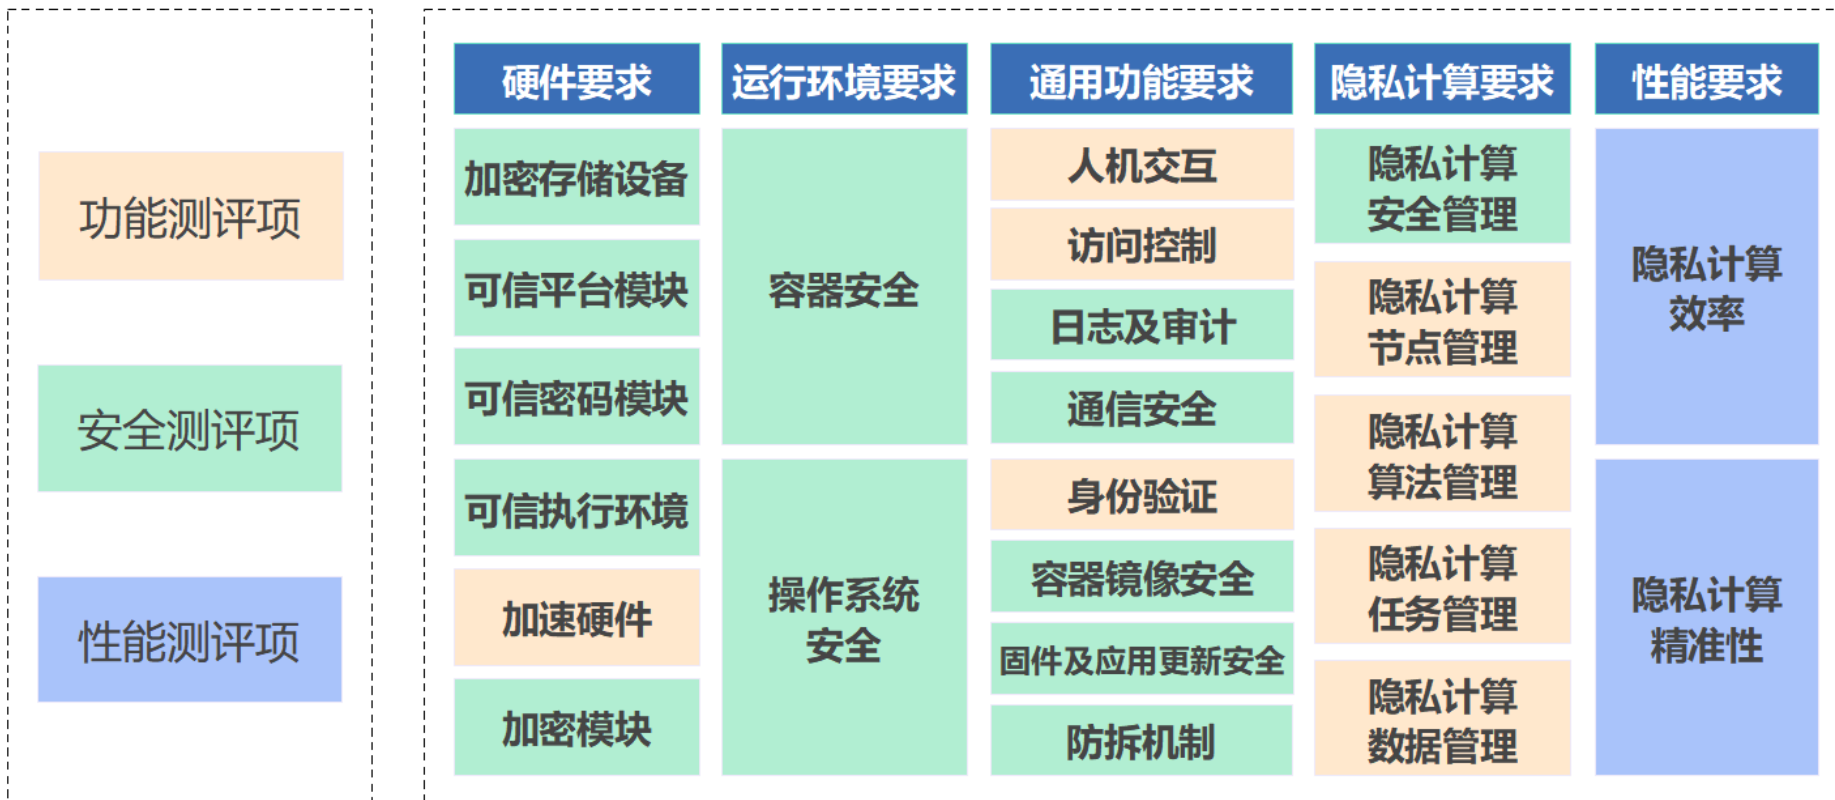 功能测评项
安全测评项
性能测评项
硬件要求
加密存储设备
可信平台模块
可信密码模块
可信执行环境
加速硬件
加密模块
运行环境要求
容器安全
操作系统
安全
通用功能要求
人机交互
访问控制
日志及审计
通信安全
身份验证
容器镜像安全
固件及应用更新安全
防拆机制
隐私计算要求
隐私计算
安全管理
隐私计算
节点管理
隐私计算
算法管理
隐私计算
任务管理
隐私计算
数据管理
性能要求
隐私计算
效率
隐私计算
精准性